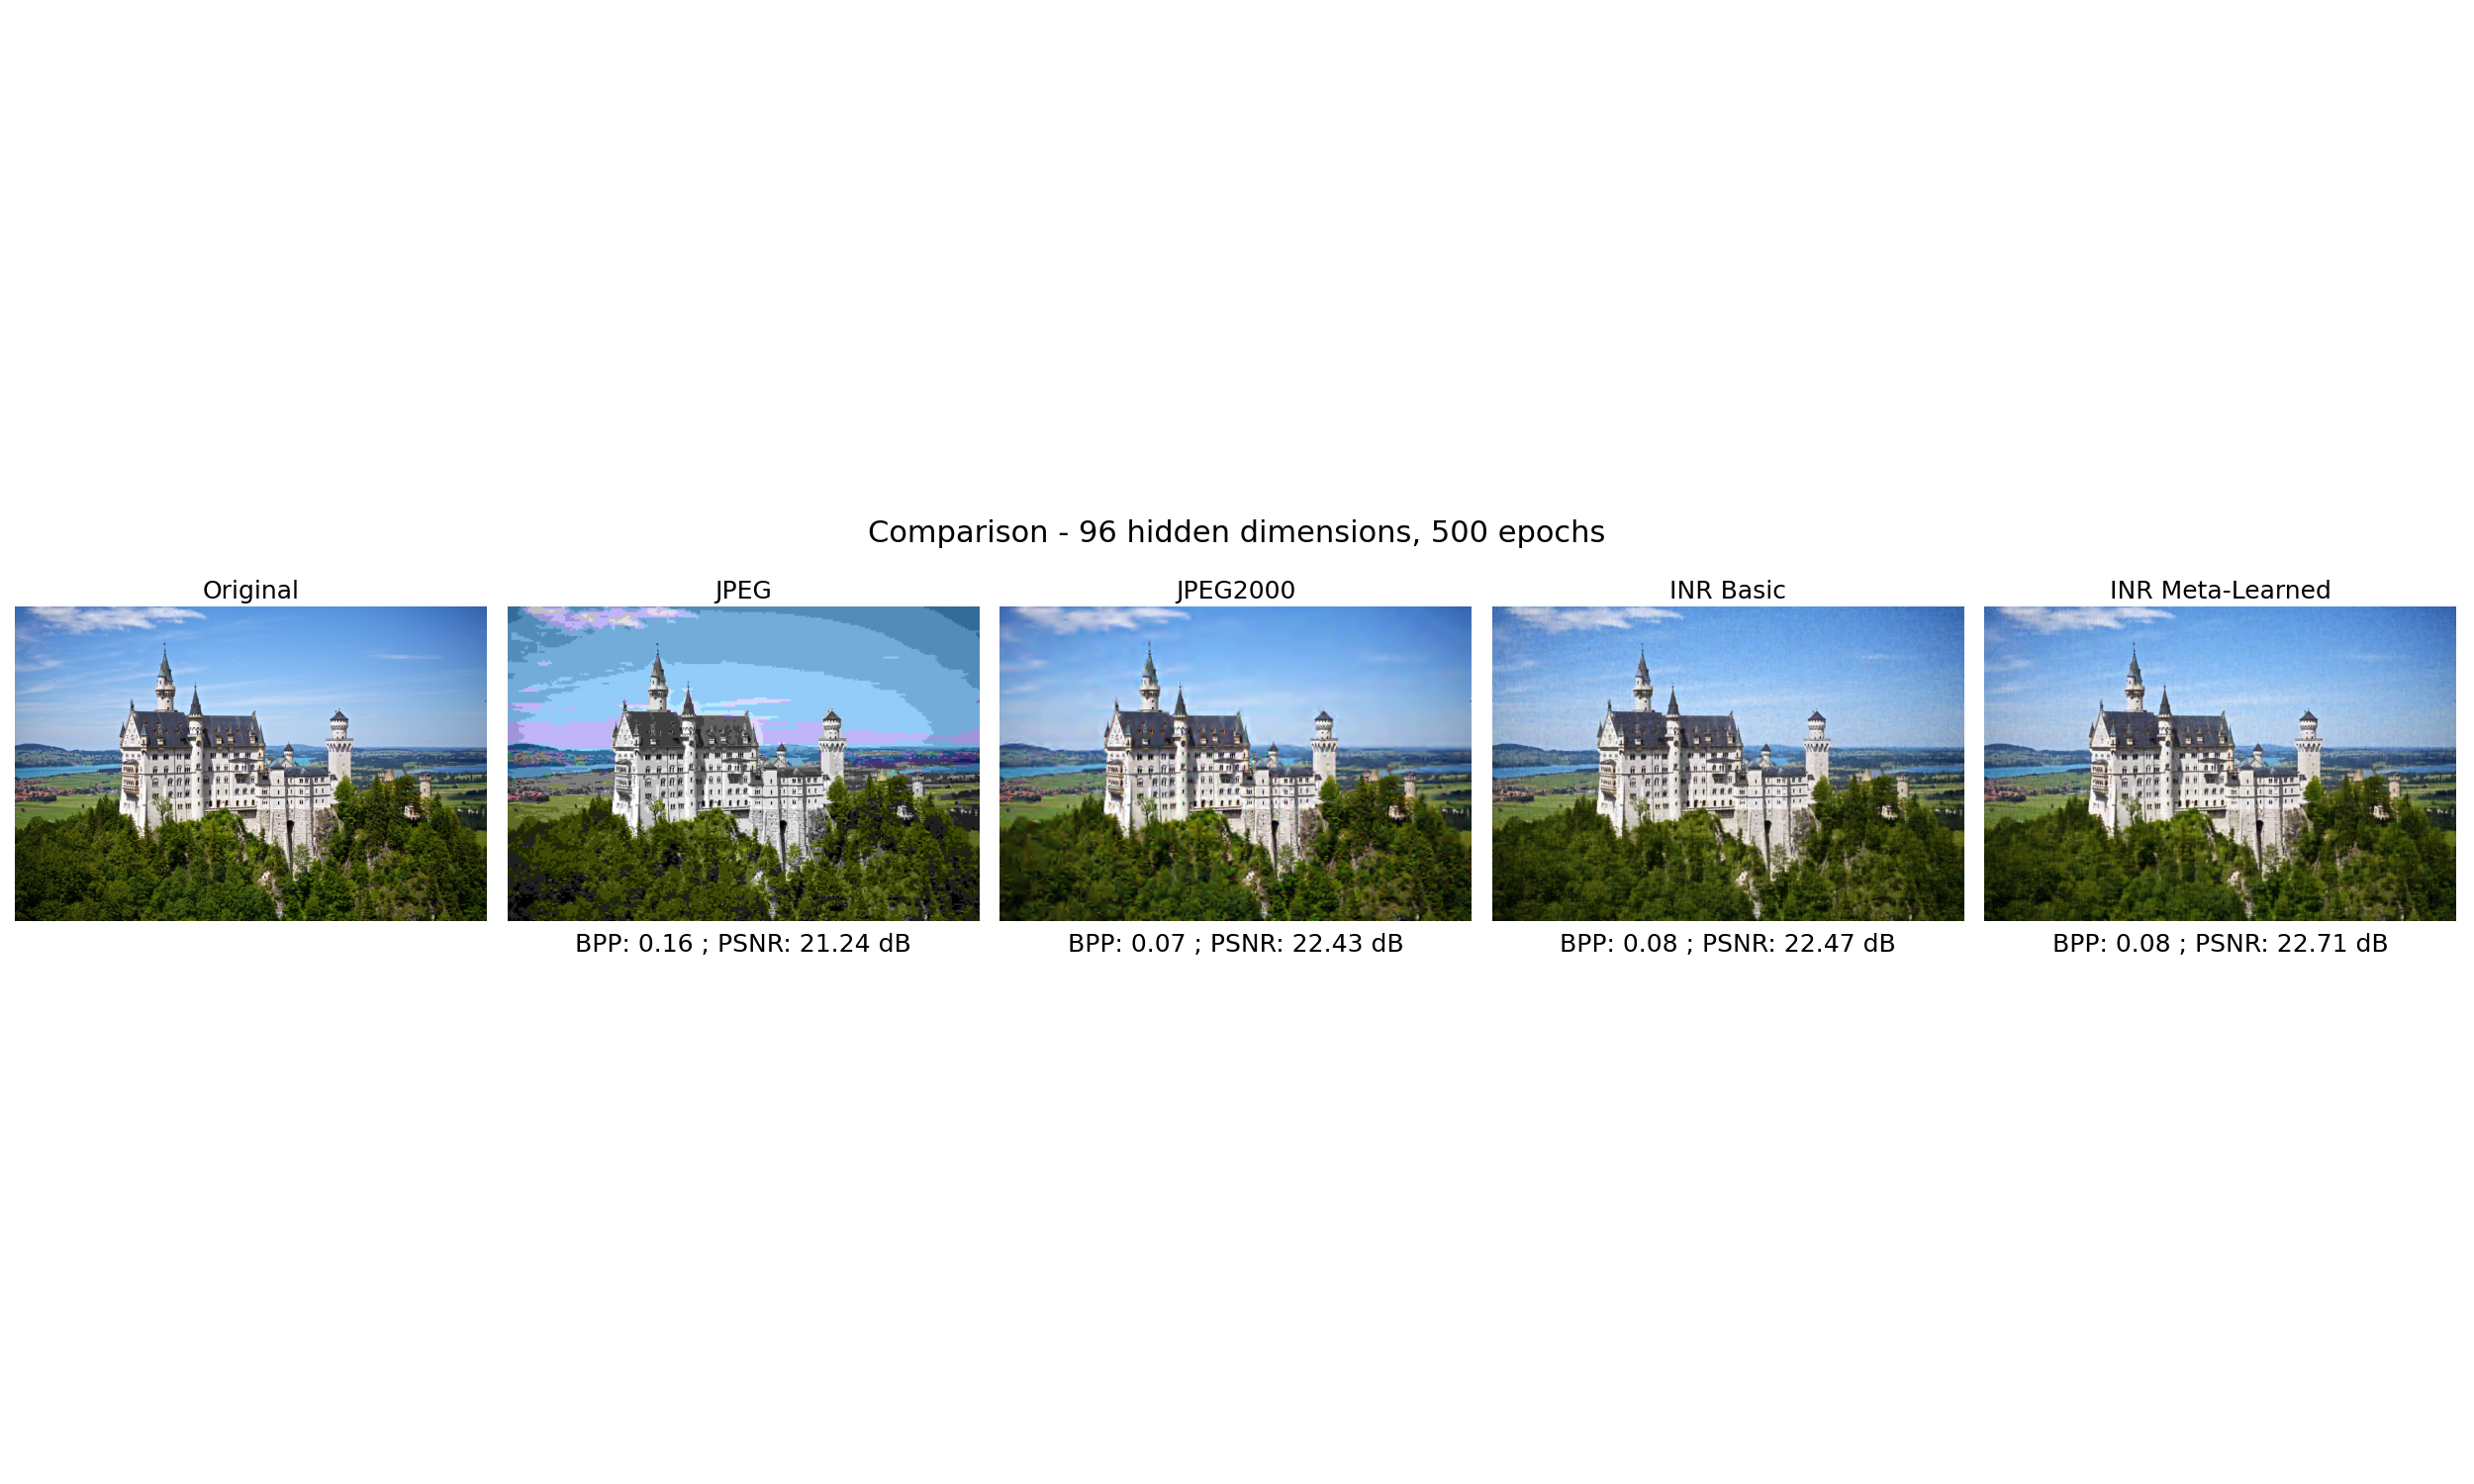 Comparison - 96 hidden dimensions, 500 epochs
Original
JPEG
JPEG2000
INR Basic
INR Meta-Learned
BPP: 0.16 ; PSNR: 21.24 dB
BPP: 0.07 ; PSNR: 22.43 dB
BPP: 0.08 ; PSNR: 22.47 dB
BPP: 0.08 ; PSNR: 22.71 dB